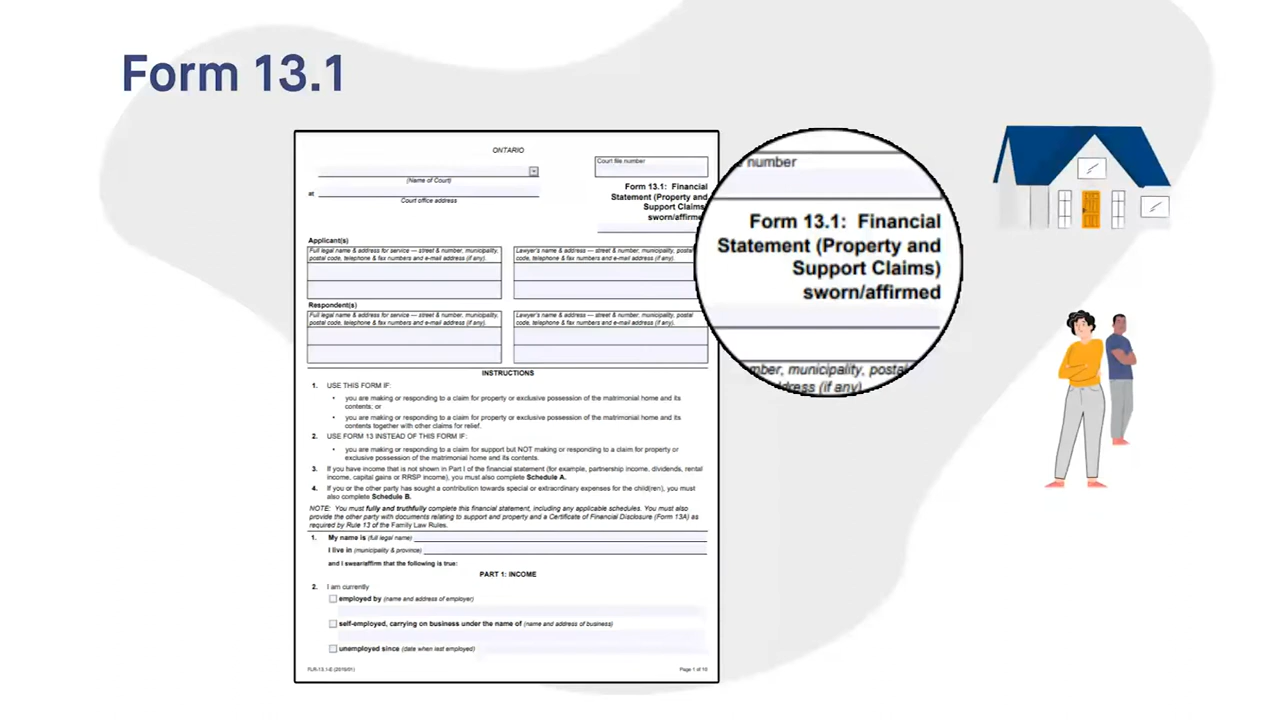 Form 13.1
ONTARIO
Court file number
(Name of Court)
at
Court office address
Form 13.1: Financial
Statement (Property and
Support Claims)
sworn/affirmed
Applicant(s)
Full legal name & address for service — street & number, municipality,
postal code, telephone & fax numbers and e-mail address (if any).
Lawyer's name & address — street & number, municipality, postal
code, telephone & fax numbers and e-mail address (if any).
Respondent(s)
Full legal name & address for service — street & number, municipality,
postal code, telephone & fax numbers and e-mail address (if any).
Lawyer's name & address — street & number, municipality, postal
code, telephone & fax numbers and e-mail address (if any).
INSTRUCTIONS
1. USE THIS FORM IF:
• you are making or responding to a claim for property or exclusive possession of the matrimonial home and its
contents; or
• you are making or responding to a claim for property or exclusive possession of the matrimonial home and its
contents together with other claims for relief.
2. USE FORM 13 INSTEAD OF THIS FORM IF:
• you are making or responding to a claim for support but NOT making or responding to a claim for property or
exclusive possession of the matrimonial home and its contents.
3. If you have income that is not shown in Part I of the financial statement (for example, partnership income, dividends, rental
income, capital gains or RRSP income), you must also complete Schedule A.
4. If you or the other party has sought a contribution towards special or extraordinary expenses for the child(ren), you must
also complete Schedule B.
NOTE: You must fully and truthfully complete this financial statement, including any applicable schedules. You must also
provide the other party with documents relating to support and property and a Certificate of Financial Disclosure (Form 13A) as
required by Rule 13 of the Family Law Rules.
1. My name is (full legal name)
I live in (municipality & province)
and I swear/affirm that the following is true:
PART 1: INCOME
2. I am currently
employed by (name and address of employer)
self-employed, carrying on business under the name of (name and address of business)
unemployed since (date when last employed)
FLR-13.1-E (2015/01)
Page 1 of 10
number
Form 13.1: Financial
Statement (Property and
Support Claims)
sworn/affirmed
mber, municipality, postal
dress (if any)